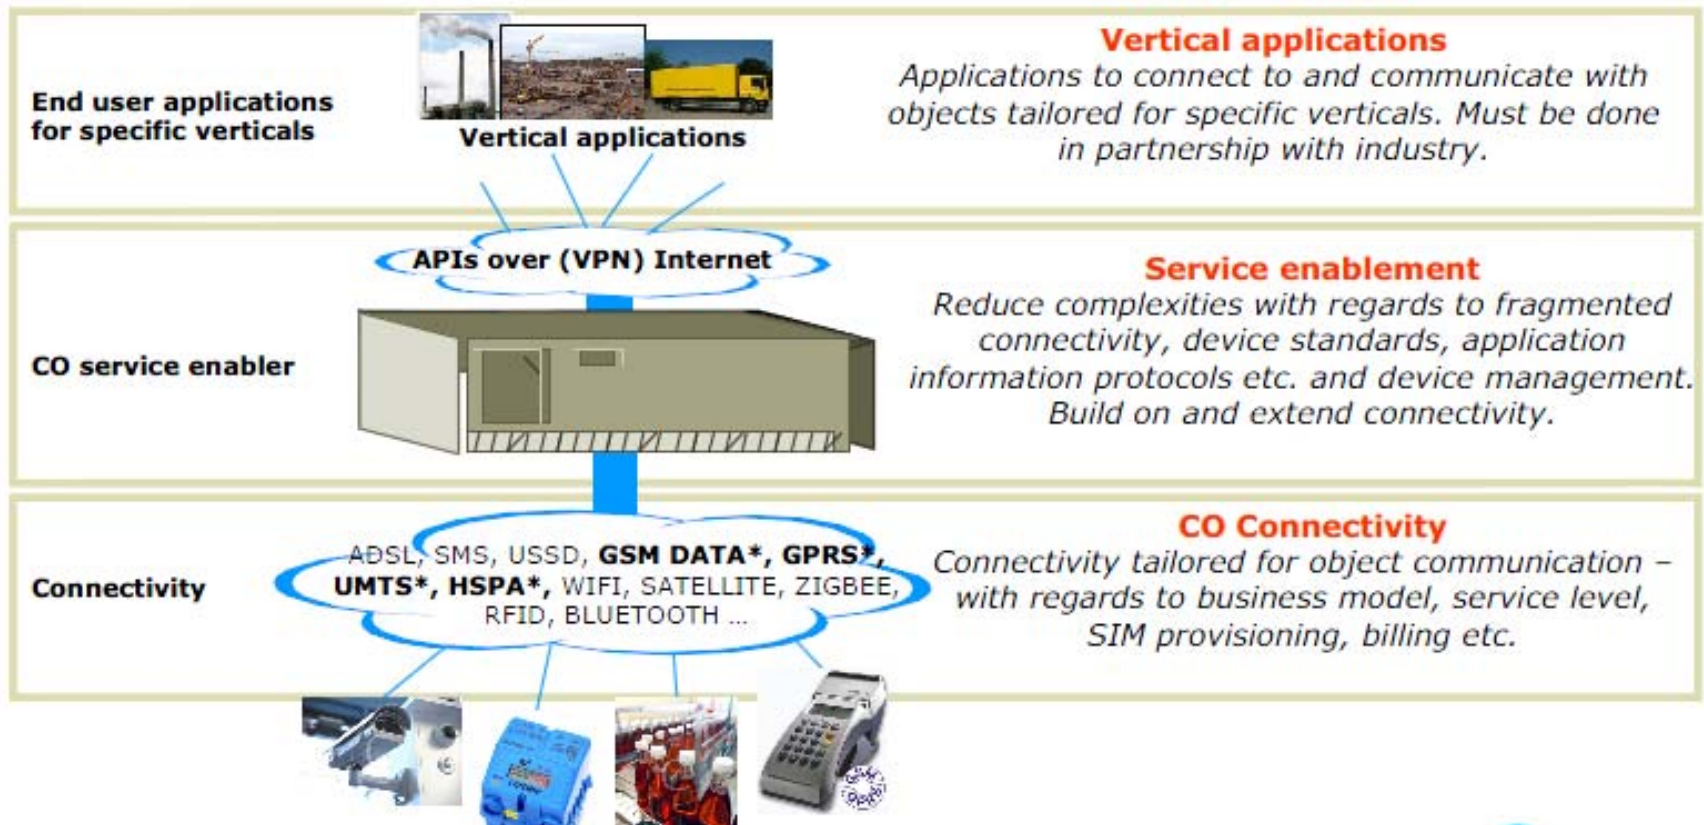 End user applications
for specific verticals
Vertical applications
Vertical applications
Applications to connect to and communicate with
objects tailored for specific verticals. Must be done
in partnership with industry.
CO service enabler
APIs over (VPN) Internet
Service enablement
Reduce complexities with regards to fragmented
connectivity, device standards, application
information protocols etc. and device management.
Build on and extend connectivity.
Connectivity
ADSL, SMS, USSD, GSM DATA*, GPRS*,
UMTS*, HSPA*, WIFI, SATELLITE, ZIGBEE,
RFID, BLUETOOTH ...
CO Connectivity
Connectivity tailored for object communication –
with regards to business model, service level,
SIM provisioning, billing etc.